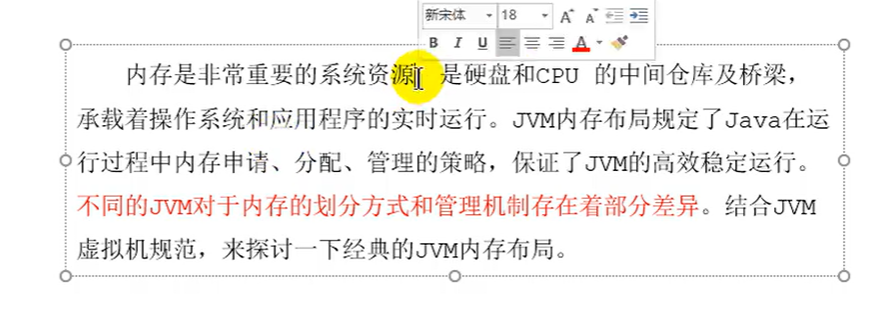 新宋体 18
B I U A
内存是非常重要的系统资源，是硬盘和CPU 的中间仓库及桥梁，
承载着操作系统和应用程序的实时运行。JVM内存布局规定了Java在运
行过程中内存申请、分配、管理的策略，保证了JVM的高效稳定运行。
不同的JVM对于内存的划分方式和管理机制存在着部分差异。结合JVM
虚拟机规范，来探讨一下经典的JVM内存布局。